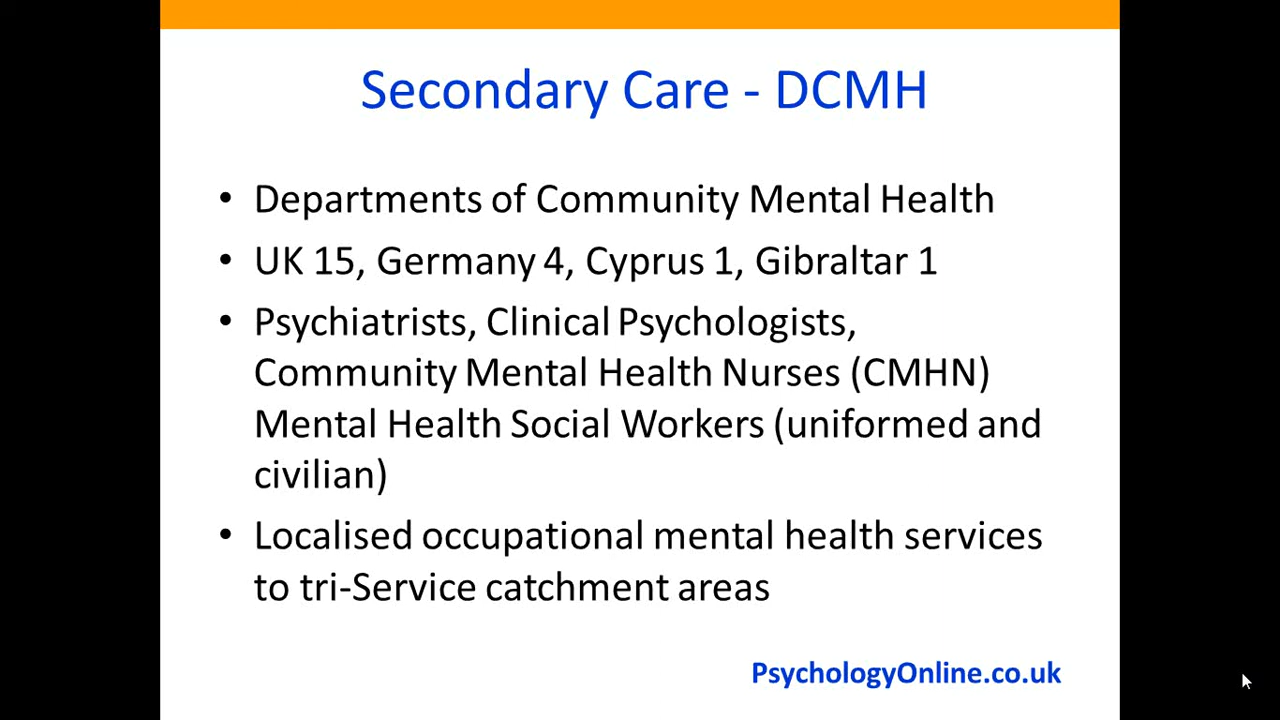 Secondary Care - DCMH
• Departments of Community Mental Health
• UK 15, Germany 4, Cyprus 1, Gibraltar 1
• Psychiatrists, Clinical Psychologists,
Community Mental Health Nurses (CMHN)
Mental Health Social Workers (uniformed and
civilian)
• Localised occupational mental health services
to tri-Service catchment areas
PsychologyOnline.co.uk